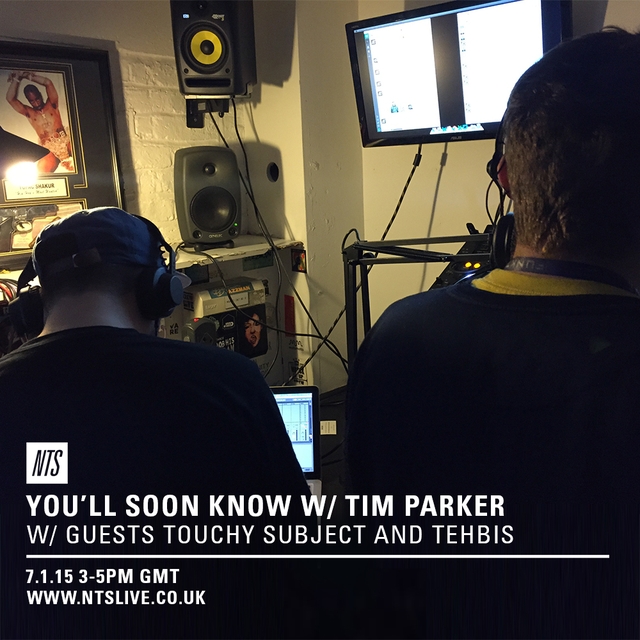 SHAKUR
NTS
YOU'LL SOON KNOW W/ TIM PARKER
W/ GUESTS TOUCHY SUBJECT AND TEHBIS
7.1.15 3-5PM GMT
WWW.NTSLIVE.CO.UK